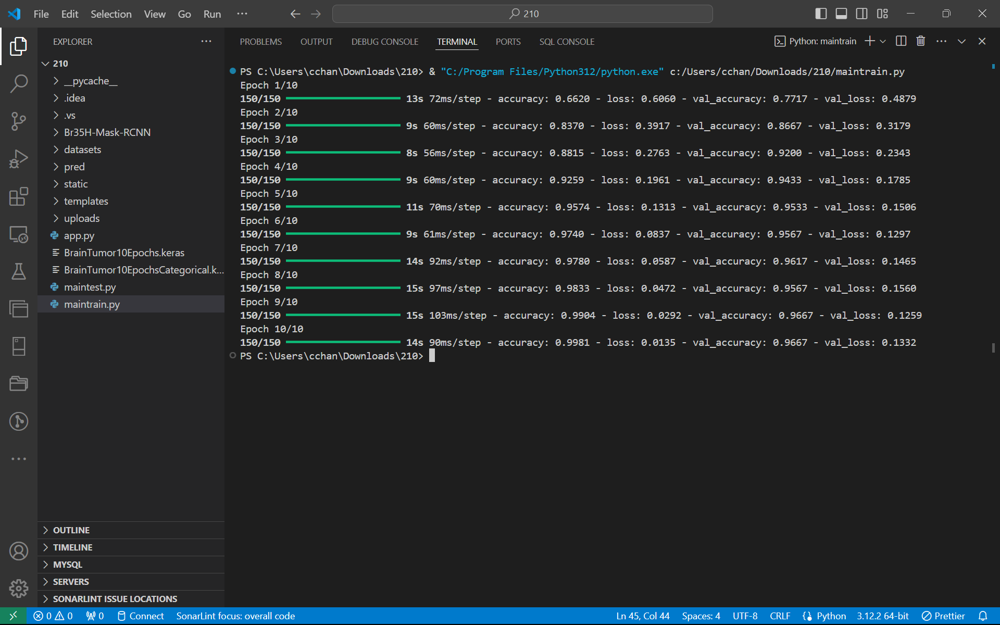 File Edit Selection View Go Run ··· 210
EXPLORER ···
210
__pycache__
.idea
.vs
Br35H-Mask-RCNN
datasets
pred
static
templates
uploads
app.py
BrainTumor10Epochs.keras
BrainTumor10EpochsCategorical.k...
maintest.py
maintrain.py
OUTLINE
TIMELINE
MYSQL
SERVERS
SONARLINT ISSUE LOCATIONS
PROBLEMS OUTPUT DEBUG CONSOLE TERMINAL PORTS SQL CONSOLE Python: maintrain
PS C:\Users\cchan\Downloads\210> & "C:/Program Files/Python312/python.exe" c:/Users/cchan/Downloads/210/maintrain.py
Epoch 1/10
150/150 13s 72ms/step - accuracy: 0.6620 - loss: 0.6060 - val_accuracy: 0.7717 - val_loss: 0.4879
Epoch 2/10
150/150 9s 60ms/step - accuracy: 0.8370 - loss: 0.3917 - val_accuracy: 0.8667 - val_loss: 0.3179
Epoch 3/10
150/150 8s 56ms/step - accuracy: 0.8815 - loss: 0.2763 - val_accuracy: 0.9200 - val_loss: 0.2343
Epoch 4/10
150/150 9s 60ms/step - accuracy: 0.9259 - loss: 0.1961 - val_accuracy: 0.9433 - val_loss: 0.1785
Epoch 5/10
150/150 11s 70ms/step - accuracy: 0.9574 - loss: 0.1313 - val_accuracy: 0.9533 - val_loss: 0.1506
Epoch 6/10
150/150 9s 61ms/step - accuracy: 0.9740 - loss: 0.0837 - val_accuracy: 0.9567 - val_loss: 0.1297
Epoch 7/10
150/150 14s 92ms/step - accuracy: 0.9780 - loss: 0.0587 - val_accuracy: 0.9617 - val_loss: 0.1465
Epoch 8/10
150/150 15s 97ms/step - accuracy: 0.9833 - loss: 0.0472 - val_accuracy: 0.9567 - val_loss: 0.1560
Epoch 9/10
150/150 15s 103ms/step - accuracy: 0.9904 - loss: 0.0292 - val_accuracy: 0.9667 - val_loss: 0.1259
Epoch 10/10
150/150 14s 90ms/step - accuracy: 0.9981 - loss: 0.0135 - val_accuracy: 0.9667 - val_loss: 0.1332
PS C:\Users\cchan\Downloads\210>
0 0 0 Connect SonarLint focus: overall code Ln 45, Col 44 Spaces: 4 UTF-8 CRLF Python 3.12.2 64-bit Prettier